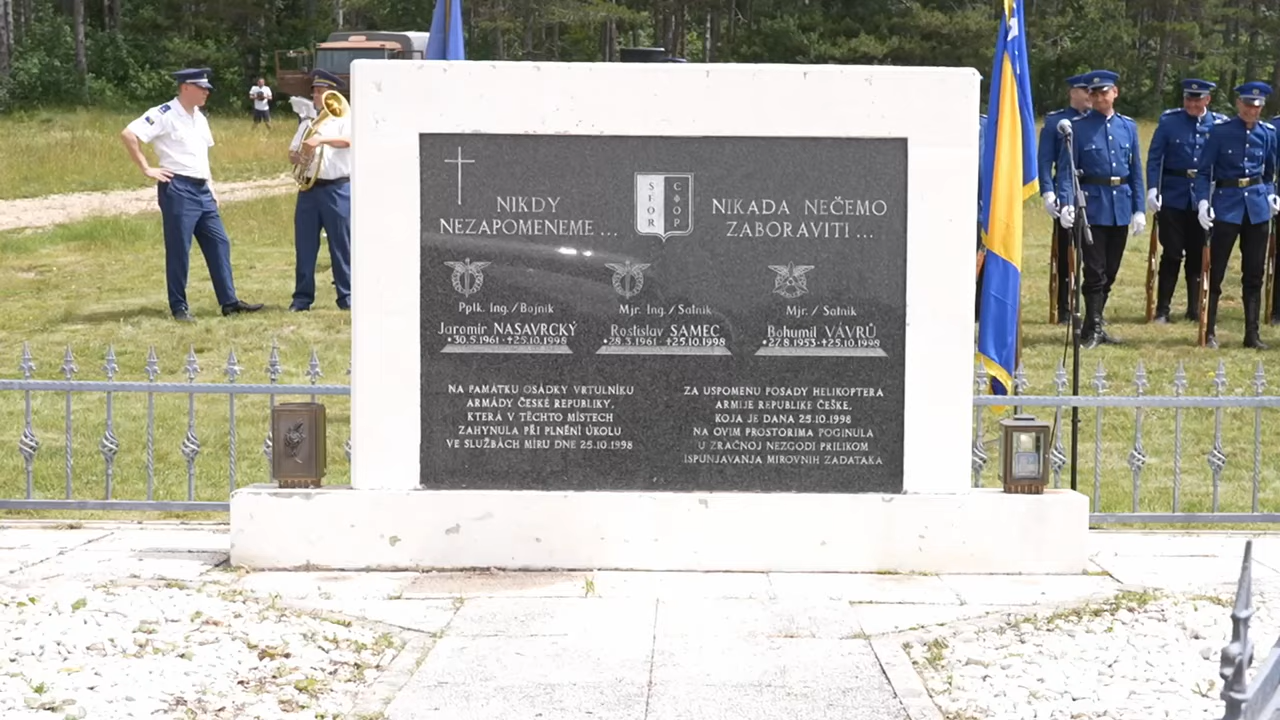 NIKDY
NEZAPOMENEME ...
SFOR
СФОР
NIKADA NEČEMO
ZABORAVITI ...
Pplk. Ing./Bojnik
Jaromír NASAVRCKÝ
•30.5.1961 - +25.10.1998
Mjr. Ing./Satnik
Rostislav SAMEC
•28.3.1961 - +25.10.1998
Mjr. / Satnik
Bohumil VÁVRŮ
•27.8.1953 - +25.10.1998
NA PAMÁTKU OSÁDKY VRTULNÍKU
ARMÁDY ČESKÉ REPUBLIKY,
KTERÁ V TĚCHTO MÍSTECH
ZAHYNULA PŘI PLNĚNÍ ÚKOLU
VE SLUŽBÁCH MÍRU DNE 25.10.1998
ZA USPOMENU POSADY HELIKOPTERA
ARMIJE REPUBLIKE ČEŠKE,
KOJA JE DANA 25.10.1998
NA OVIM PROSTORIMA POGINULA
U ZRAČNOJ NEZGODI PRILIKOM
ISPUNJAVANJA MIROVNIH ZADATAKA